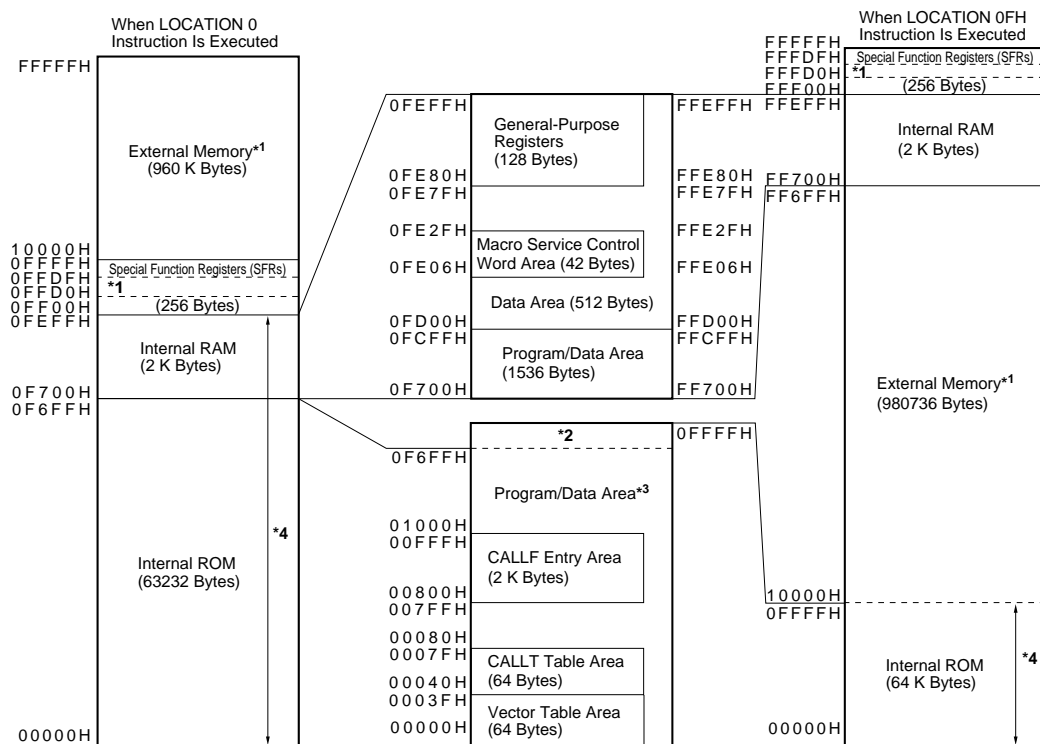 When LOCATION 0
Instruction Is Executed
FFFFFH
External Memory*1
(960 K Bytes)
10000H
0FFFFH
Special Function Registers (SFRs)
0FFDFH
*1
0FFD0H
(256 Bytes)
0FF00H
0FEFFH
Internal RAM
(2 K Bytes)
0F700H
0F6FFH
*4
Internal ROM
(63232 Bytes)
00000H
0FEFFH
General-Purpose
Registers
(128 Bytes)
FFEFFH
0FE80H
FFE80H
0FE7FH
FFE7FH
0FE2FH
FFE2FH
Macro Service Control
Word Area (42 Bytes)
0FE06H
FFE06H
Data Area (512 Bytes)
0FD00H
FFD00H
0FCFFH
FFCFFH
Program/Data Area
(1536 Bytes)
0F700H
FF700H
*2
0FFFFH
0F6FFH
Program/Data Area*3
01000H
00FFFH
CALLF Entry Area
(2 K Bytes)
00800H
007FFH
00080H
0007FH
CALLT Table Area
(64 Bytes)
00040H
0003FH
Vector Table Area
(64 Bytes)
00000H
When LOCATION 0FH
Instruction Is Executed
FFFFFH
Special Function Registers (SFRs)
FFFDFH
*1
FFFD0H
(256 Bytes)
FFF00H
FFEFFH
Internal RAM
(2 K Bytes)
FF700H
FF6FFH
External Memory*1
(980736 Bytes)
10000H
0FFFFH
Internal ROM
(64 K Bytes)
*4
00000H